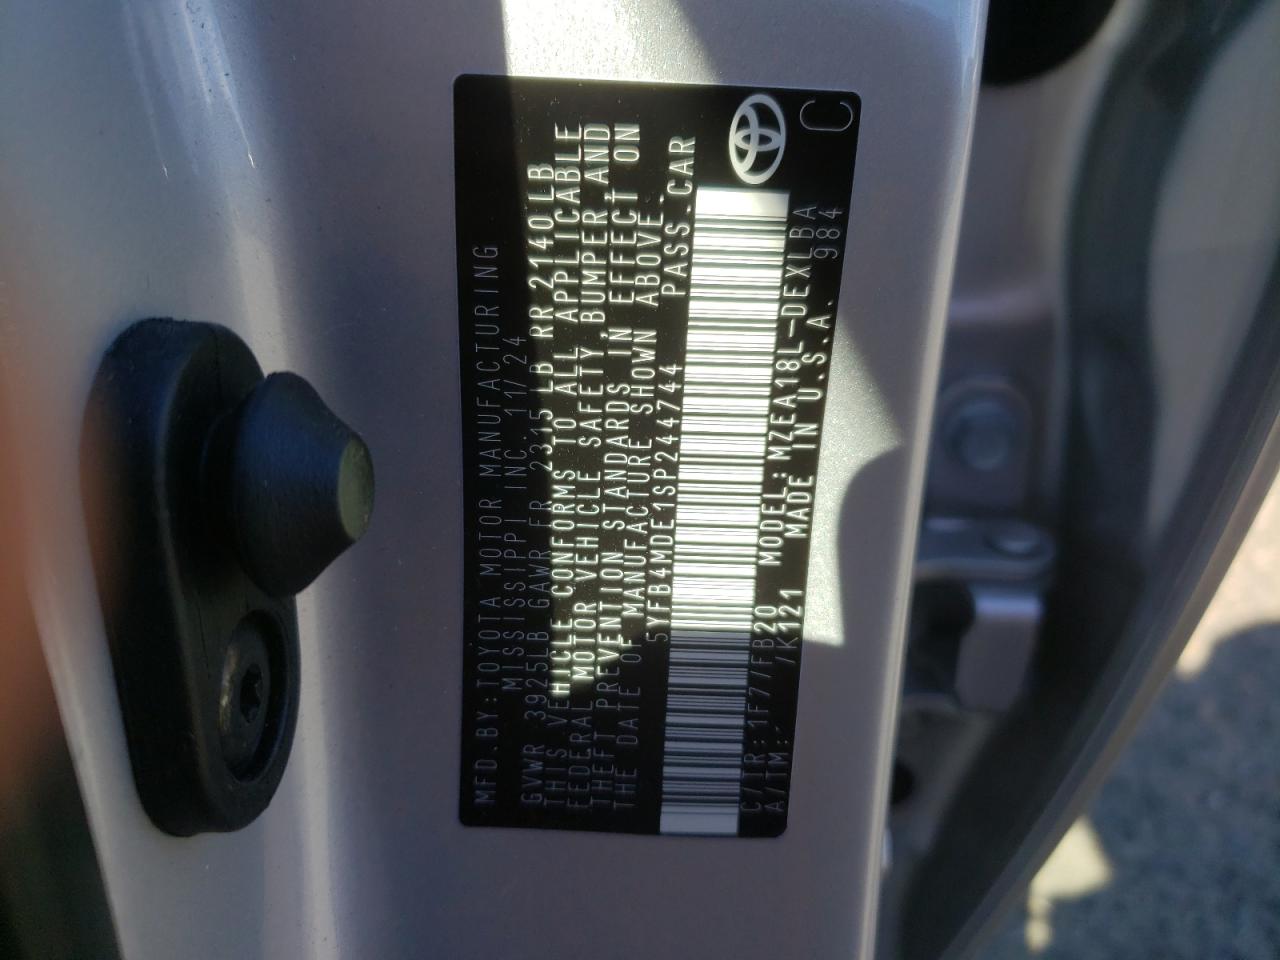 MFD.BY:TOYOTA MOTOR MANUFACTURING
MISSISSIPPI INC. 11/24
GVWR 3925LB GAWR FR 2315 LB RR 2140LB
THIS VEHICLE CONFORMS TO ALL APPLICABLE
FEDERAL MOTOR VEHICLE SAFETY,BUMPER,AND
THEFT PREVENTION STANDARDS IN EFFECT ON
THE DATE OF MANUFACTURE SHOWN ABOVE.
5YFB4MDE1SP244744 PASS.CAR
C/TR: 1F7/FB20 MODEL:MZEA18L-DEXLBA
A/TM: -/K121 MADE IN U.S.A. 984
C